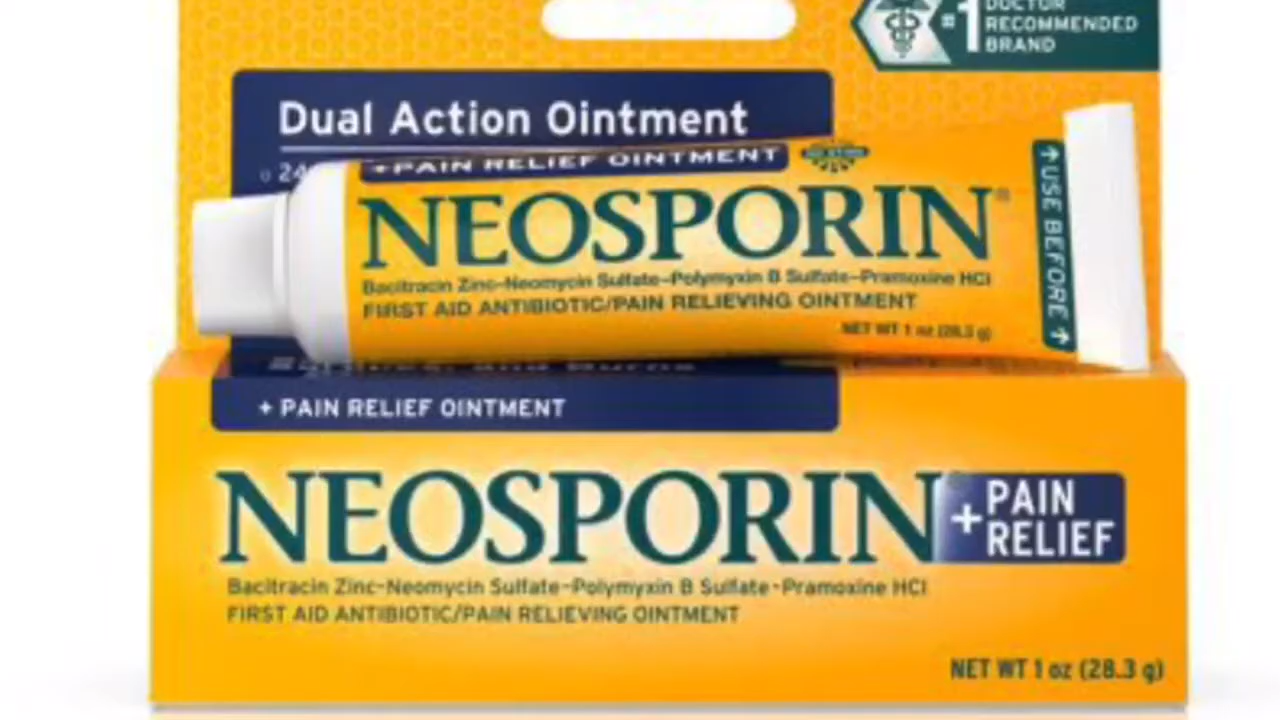 DOCTOR
#1 RECOMMENDED
BRAND
Dual Action Ointment
24
+PAIN RELIEF OINTMENT
NEOSPORIN®
Bacitracin Zinc-Neomycin Sulfate-Polymyxin B Sulfate-Pramoxine HCl
FIRST AID ANTIBIOTIC/PAIN RELIEVING OINTMENT
NET WT 1 oz (28.3 g)
USE BEFORE
+ PAIN RELIEF OINTMENT
NEOSPORIN
+ PAIN
RELIEF
Bacitracin Zinc-Neomycin Sulfate-Polymyxin B Sulfate-Pramoxine HCl
FIRST AID ANTIBIOTIC/PAIN RELIEVING OINTMENT
NET WT 1 oz (28.3 g)